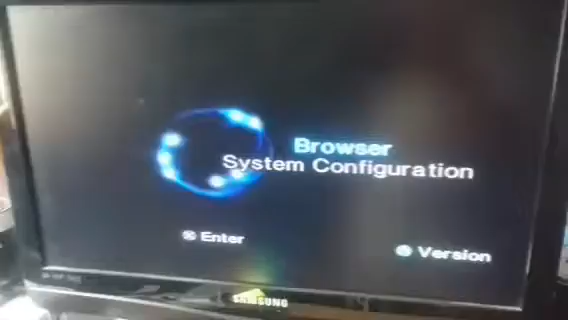 Browser
System Configuration
Enter
Version
SAMSUNG